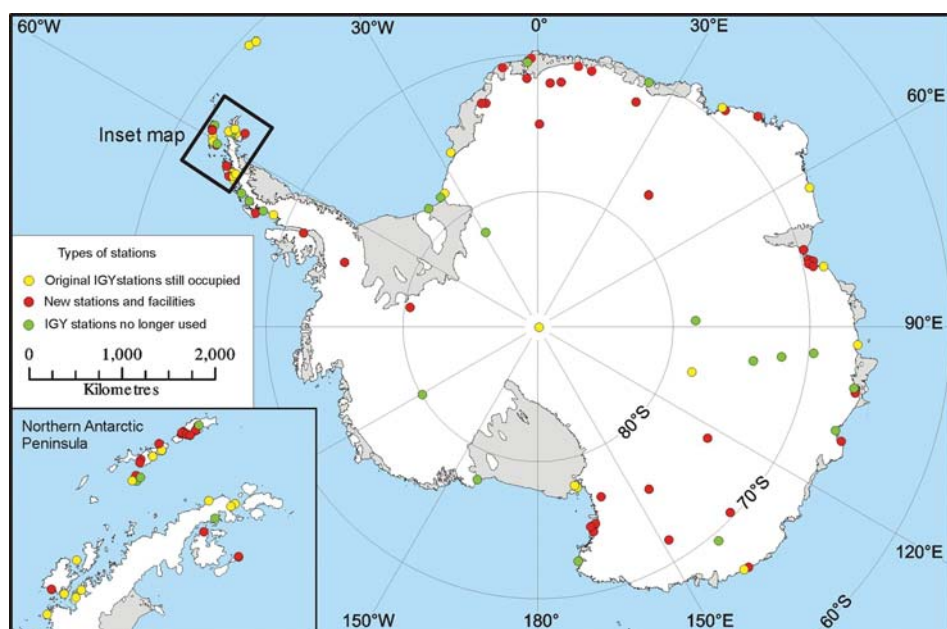 60°W
30°W
0°
30°E
60°E
Inset map
Types of stations
Original IGYstations still occupied
New stations and facilities
IGY stations no longer used
0 1,000 2,000
Kilometres
90°E
80°S
70°S
Northern Antarctic
Peninsula
120°E
150°W
180°
150°E
60°S